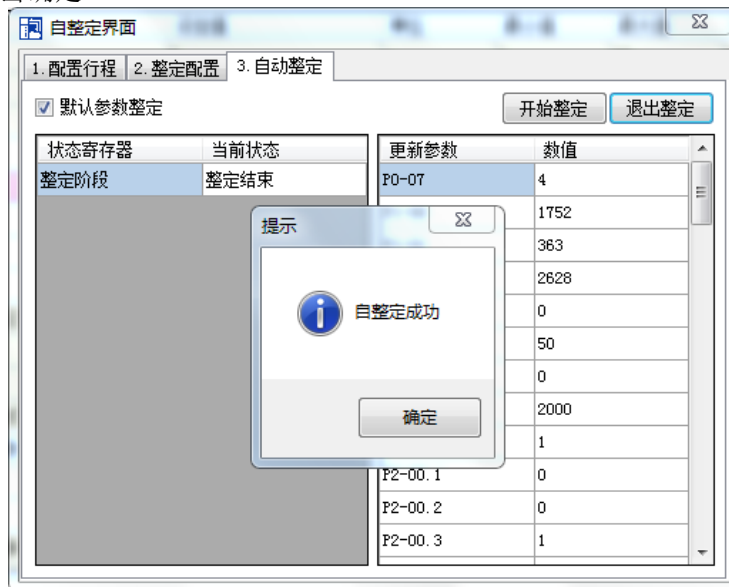 自整定界面
1.配置行程 2.整定配置 3.自动整定
默认参数整定 开始整定 退出整定
状态寄存器 当前状态 更新参数 数值
整定阶段 整定结束 P0-07 4
提示 1752
363
2628
自整定成功 0
50
0
确定 2000
1
P2-00.1 0
P2-00.2 0
P2-00.3 1